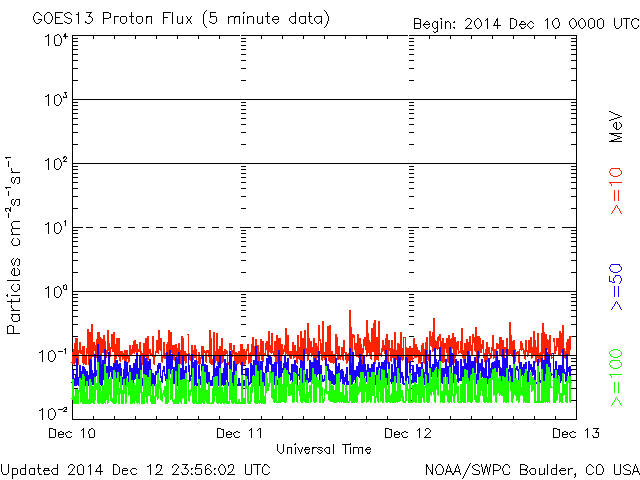 GOES13 Proton Flux (5 minute data)
Begin: 2014 Dec 10 0000 UTC
10⁴
10³
10²
10¹
10⁰
10⁻¹
10⁻²
Particles cm⁻²s⁻¹sr⁻¹
MeV
>=10
>=50
>=100
Dec 10
Dec 11
Dec 12
Dec 13
Universal Time
Updated 2014 Dec 12 23:56:02 UTC
NOAA/SWPC Boulder, CO USA